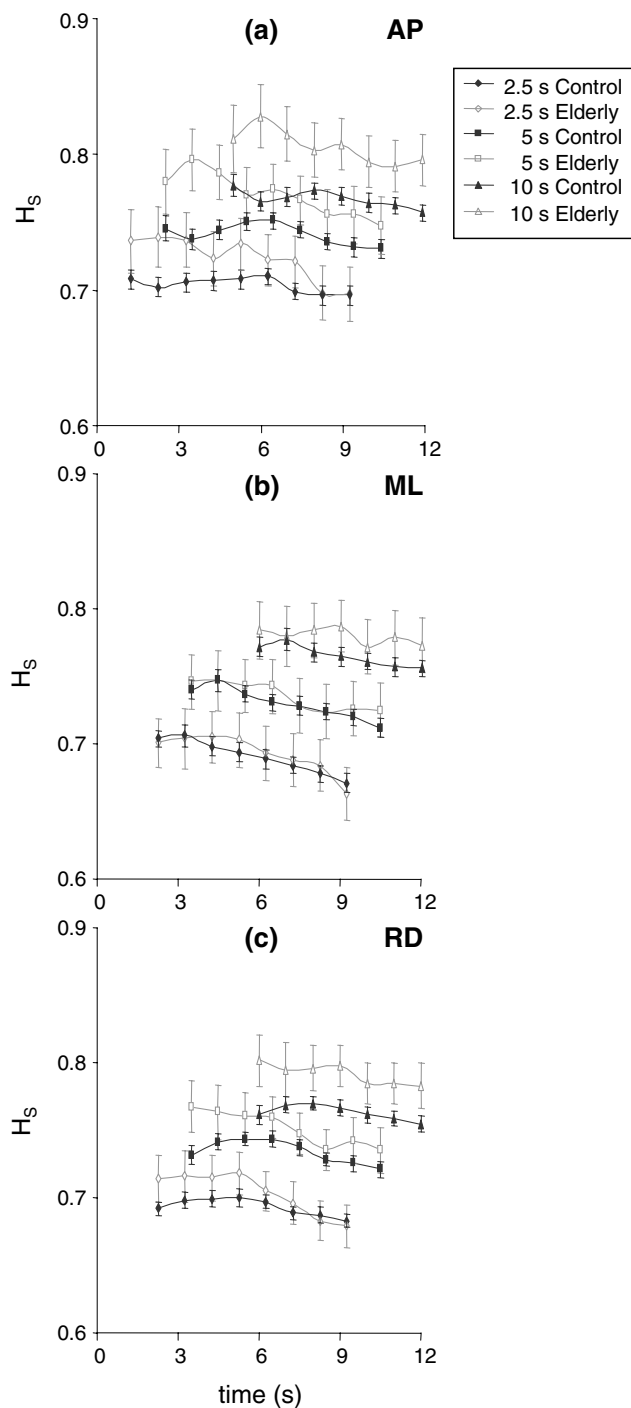 (a) AP
0.9
0.8
0.7
0.6
H_S
0 3 6 9 12
2.5 s Control
2.5 s Elderly
5 s Control
5 s Elderly
10 s Control
10 s Elderly
(b) ML
0.9
0.8
0.7
0.6
H_S
0 3 6 9 12
(c) RD
0.9
0.8
0.7
0.6
H_S
0 3 6 9 12
time (s)